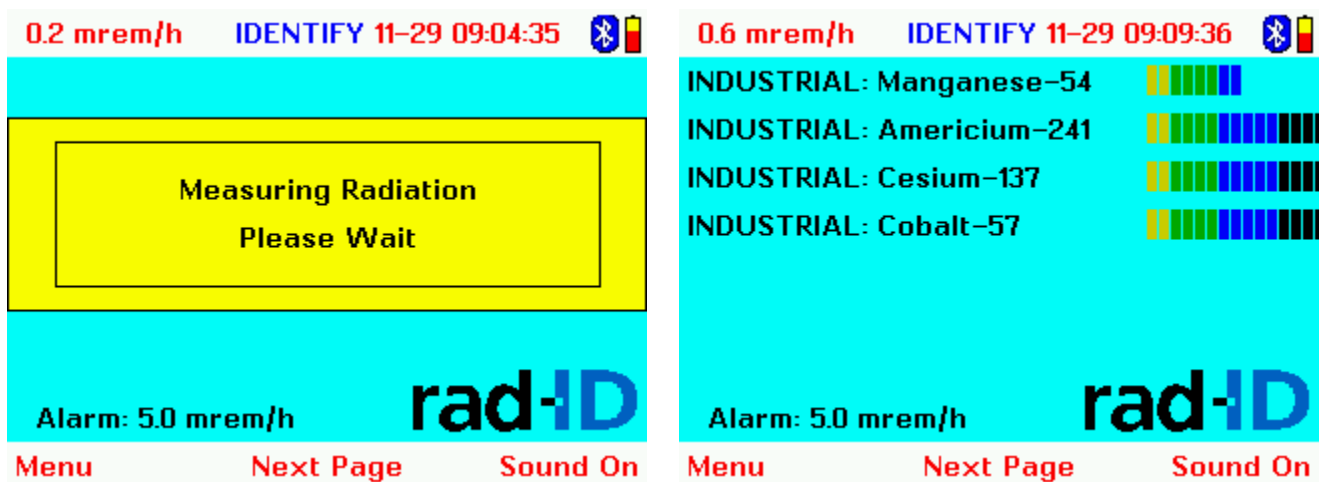 0.2 mrem/h IDENTIFY 11-29 09:04:35
Measuring Radiation
Please Wait
rad-ID
Alarm: 5.0 mrem/h
Menu Next Page Sound On
0.6 mrem/h IDENTIFY 11-29 09:09:36
INDUSTRIAL: Manganese-54
INDUSTRIAL: Americium-241
INDUSTRIAL: Cesium-137
INDUSTRIAL: Cobalt-57
rad-ID
Alarm: 5.0 mrem/h
Menu Next Page Sound On